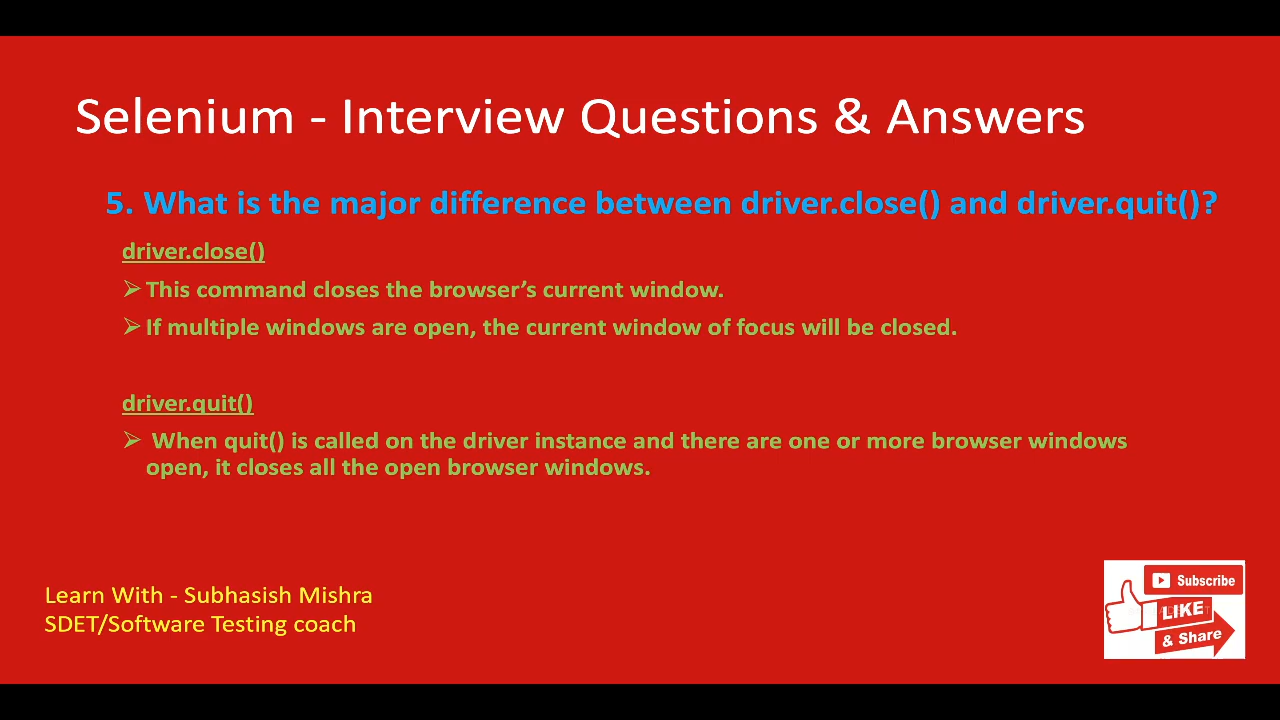 Selenium - Interview Questions & Answers
5. What is the major difference between driver.close() and driver.quit()?
driver.close()
➢ This command closes the browser’s current window.
➢ If multiple windows are open, the current window of focus will be closed.
driver.quit()
➢ When quit() is called on the driver instance and there are one or more browser windows
open, it closes all the open browser windows.
Learn With - Subhasish Mishra
SDET/Software Testing coach
Subscribe
LIKE
& Share